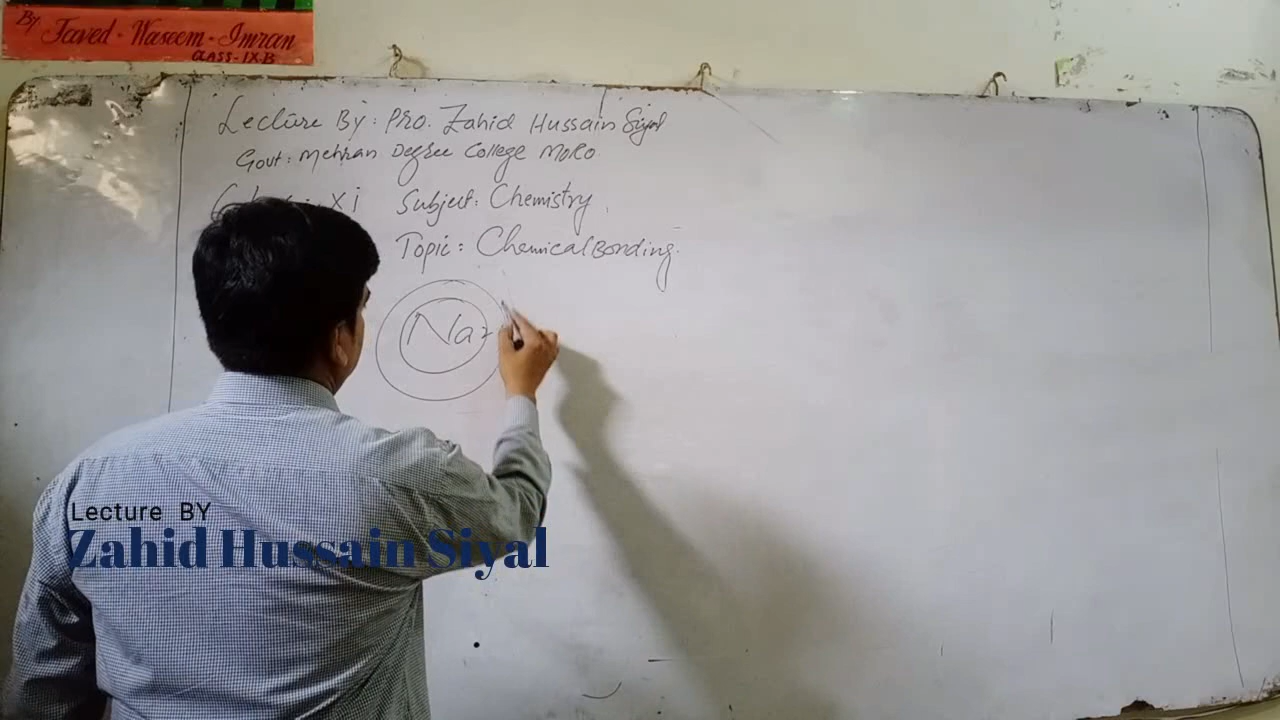 By Javed - Waseem - Imran
CLASS-IX.B
Lecture By: Pro. Zahid Hussain Siyal
Govt: Mehran Degree College Moro
xi Subject: Chemistry
Topic: Chemical Bonding.
Na 2
Lecture BY
Zahid Hussain Siyal